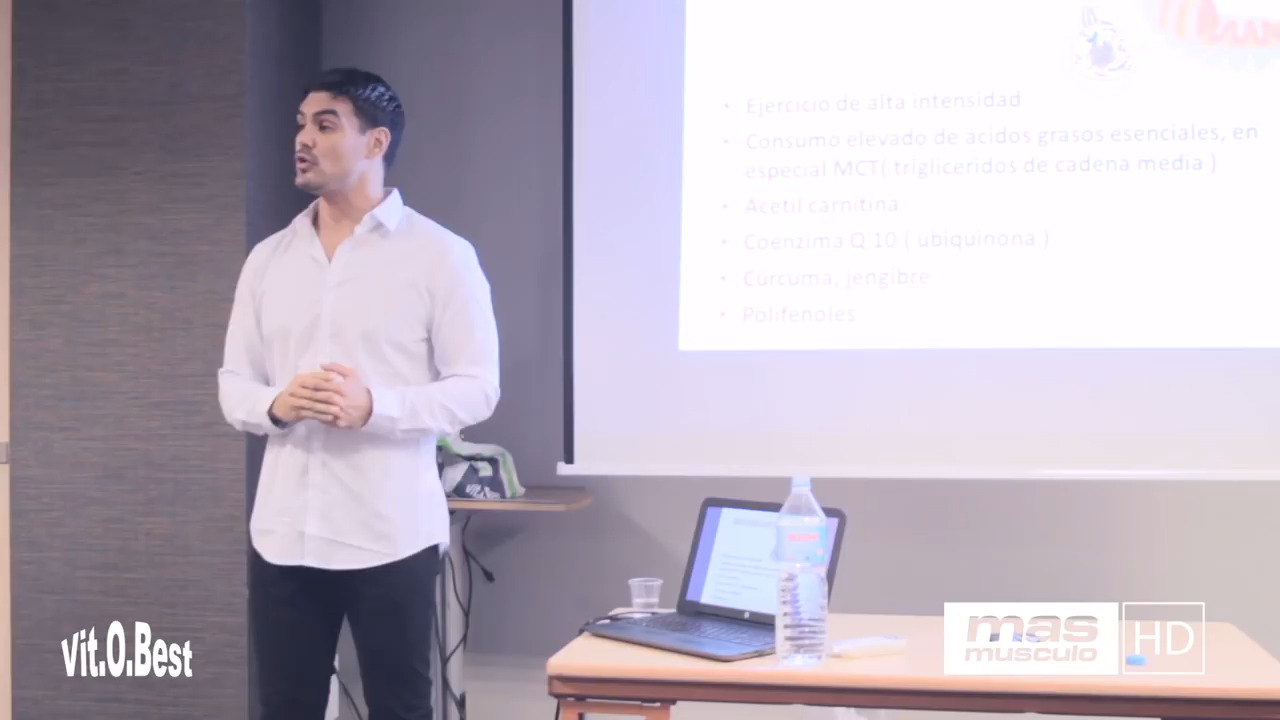 • Ejercicio de alta intensidad
• Consumo elevado de acidos grasos esenciales, en
especial MCT( trigliceridos de cadena media )
• Acetil carnitina
• Coenzima Q 10 ( ubiquinona )
• Curcuma, jengibre
• Polifenoles
Vit.O.Best
mas
musculo
HD